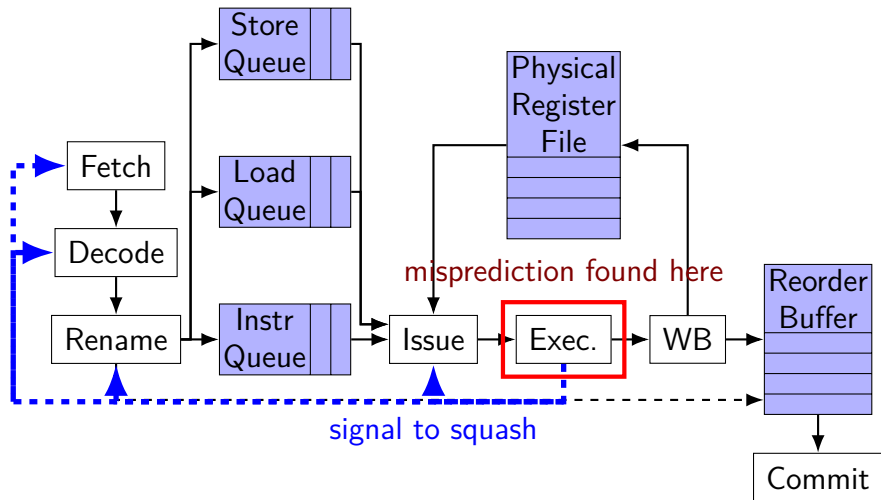 Store
Queue
Physical
Register
File
Fetch
Load
Queue
Decode
misprediction found here
Reorder
Buffer
Rename
Instr
Queue
Issue
Exec.
WB
signal to squash
Commit